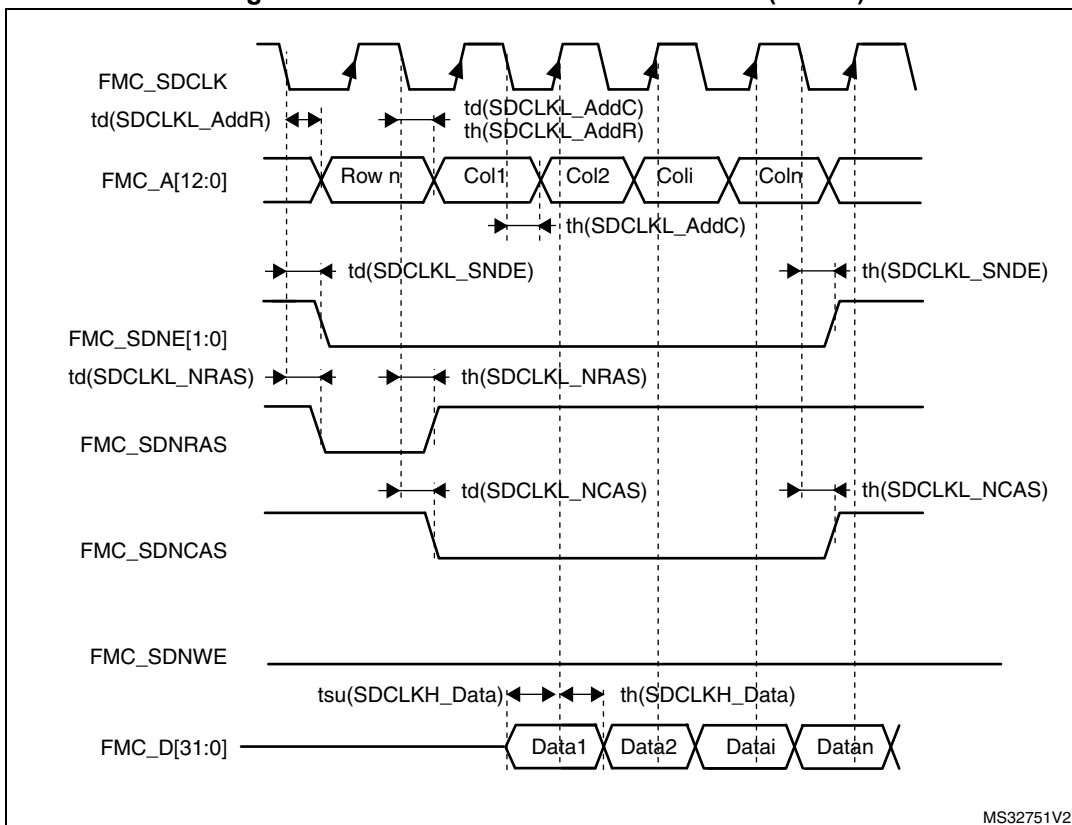 FMC_SDCLK
td(SDCLKL_AddR)
td(SDCLKL_AddC)
th(SDCLKL_AddR)
FMC_A[12:0]
Row n
Col1
Col2
Coli
Coln
th(SDCLKL_AddC)
td(SDCLKL_SNDE)
th(SDCLKL_SNDE)
FMC_SDNE[1:0]
td(SDCLKL_NRAS)
th(SDCLKL_NRAS)
FMC_SDNRAS
td(SDCLKL_NCAS)
th(SDCLKL_NCAS)
FMC_SDNCAS
FMC_SDNWE
tsu(SDCLKH_Data)
th(SDCLKH_Data)
FMC_D[31:0]
Data1
Data2
Datai
Datan
MS32751V2